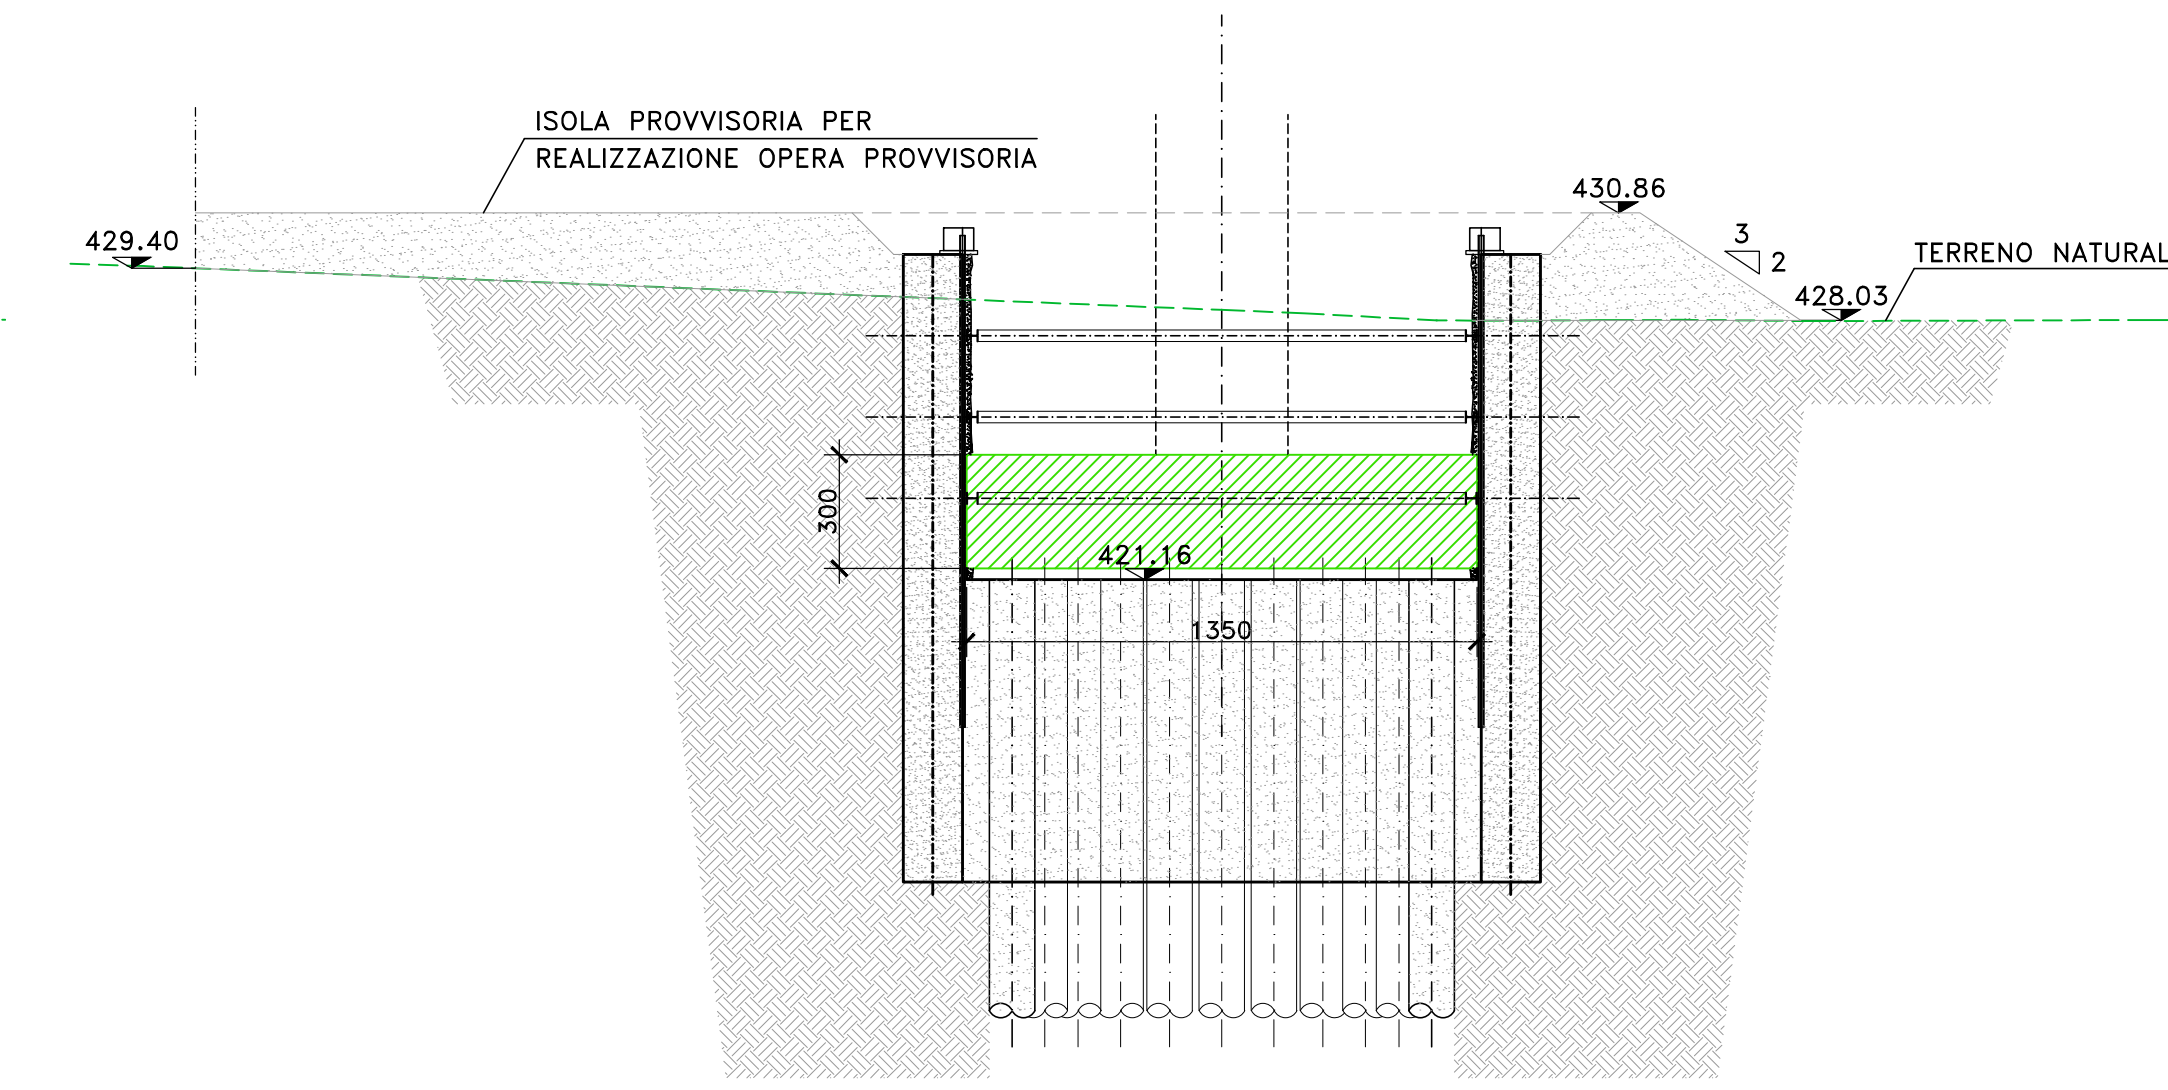 ISOLA PROVVISORIA PER
REALIZZAZIONE OPERA PROVVISORIA
430.86
429.40
3
2
TERRENO NATURAL
428.03
300
421.16
1350